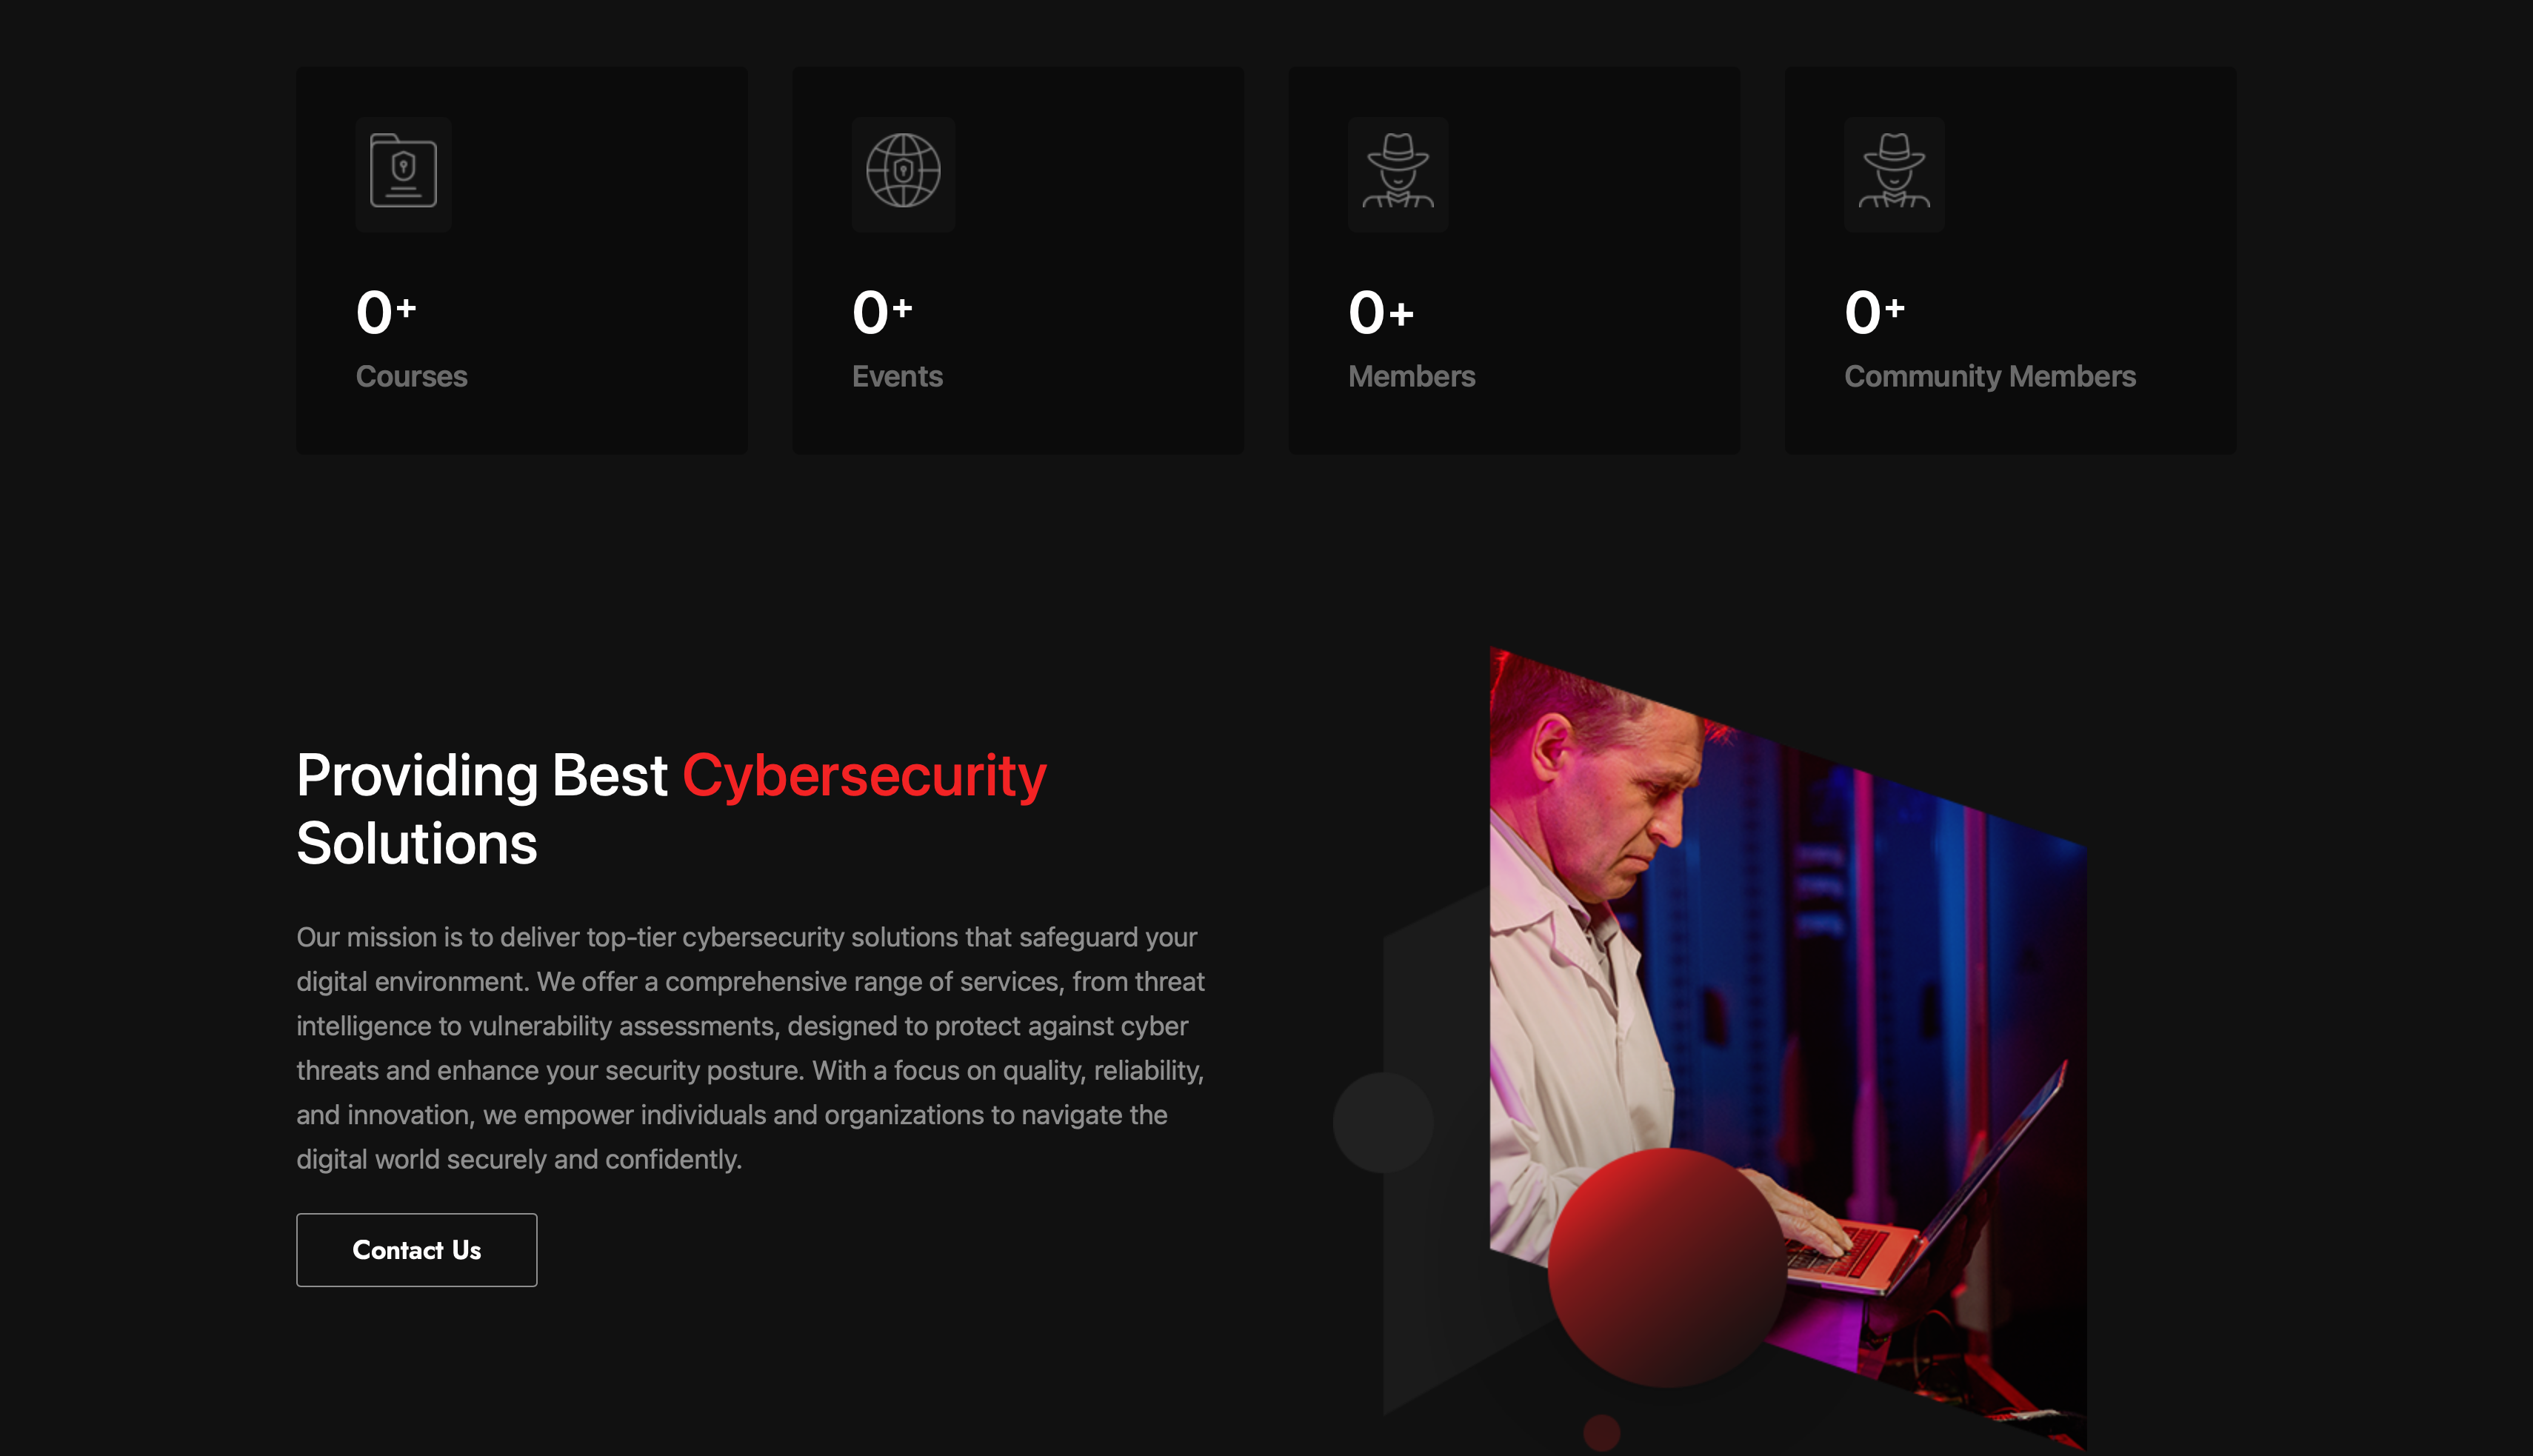 0+
Courses
0+
Events
0+
Members
0+
Community Members
Providing Best Cybersecurity
Solutions
Our mission is to deliver top-tier cybersecurity solutions that safeguard your
digital environment. We offer a comprehensive range of services, from threat
intelligence to vulnerability assessments, designed to protect against cyber
threats and enhance your security posture. With a focus on quality, reliability,
and innovation, we empower individuals and organizations to navigate the
digital world securely and confidently.
Contact Us